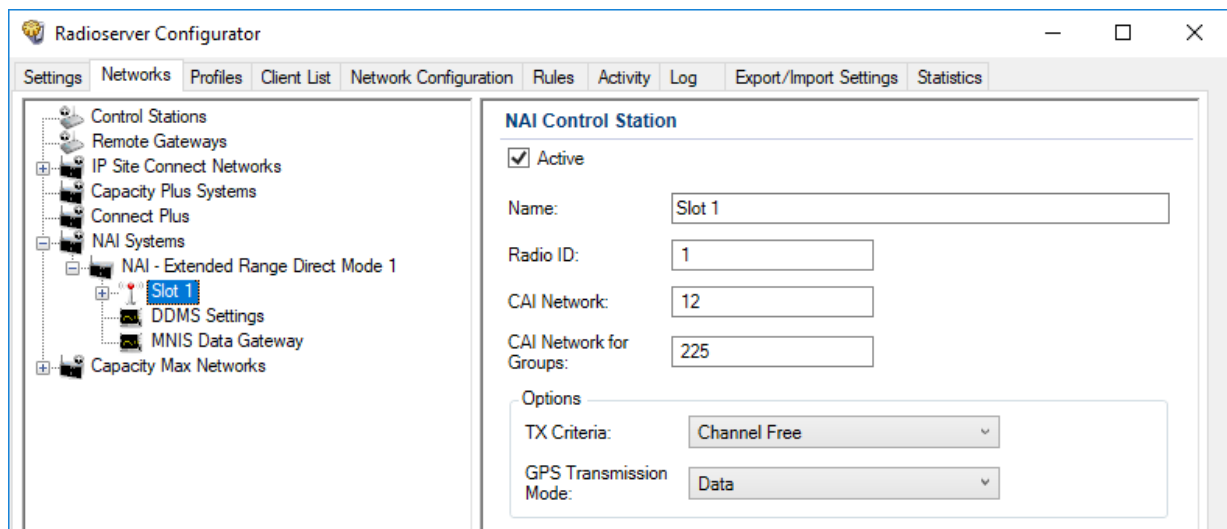 Radioserver Configurator
Settings Networks Profiles Client List Network Configuration Rules Activity Log Export/Import Settings Statistics
Control Stations
Remote Gateways
IP Site Connect Networks
Capacity Plus Systems
Connect Plus
NAI Systems
NAI - Extended Range Direct Mode 1
Slot 1
DDMS Settings
MNIS Data Gateway
Capacity Max Networks
NAI Control Station
Active
Name: Slot 1
Radio ID: 1
CAI Network: 12
CAI Network for
Groups: 225
Options
TX Criteria: Channel Free
GPS Transmission
Mode: Data